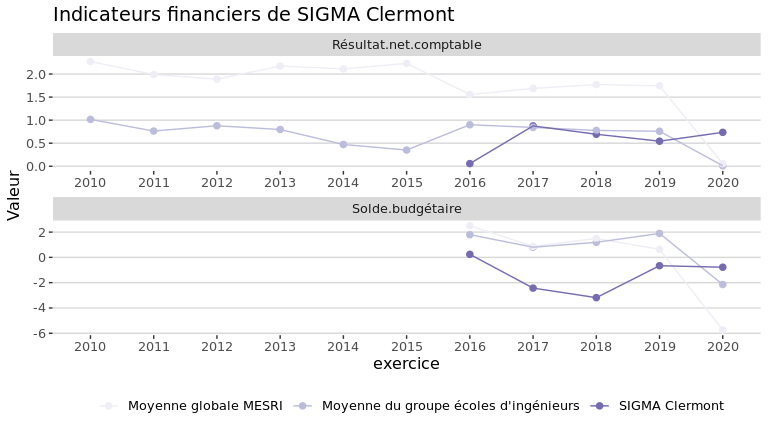 Indicateurs financiers de SIGMA Clermont
Résultat.net.comptable
2.0
1.5
1.0
0.5
0.0
2010 2011 2012 2013 2014 2015 2016 2017 2018 2019 2020
Valeur
Solde.budgétaire
2
0
-2
-4
-6
2010 2011 2012 2013 2014 2015 2016 2017 2018 2019 2020
exercice
Moyenne globale MESRI Moyenne du groupe écoles d'ingénieurs SIGMA Clermont